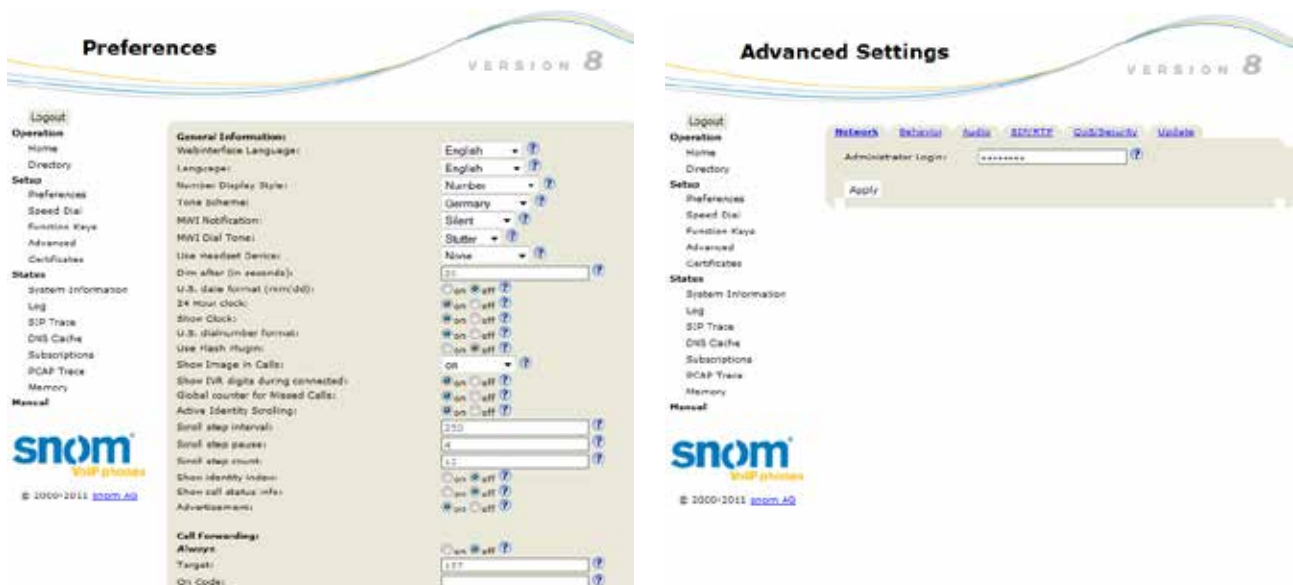 Preferences
VERSION 8
Logout
Operation
Home
Directory
Setup
Preferences
Speed Dial
Function Keys
Advanced
Certificates
Status
System Information
Log
SIP Trace
DNS Cache
Subscriptions
PCAP Trace
Memory
Manual
snom
VoIP phones
© 2000-2011 snom AG
General Information:
Webinterface Language: English
Language: English
Number Display Style: Number
Tone Scheme: Germany
MWI Notification: Silent
MWI Dial Tone: Stutter
Use Headset Device: None
Dim after (in seconds): 20
U.S. date format (mm/dd): on off
24 Hour clock: on off
Show Clock: on off
U.S. dialnumber format: on off
Use Flash Plugin: on off
Show Image in Calls: on
Show IVR digits during connected: on off
Global counter for Missed Calls: on off
Active Identity Scrolling: on off
Scroll step interval: 250
Scroll step pause: 4
Scroll step count:
Show identity index: on off
Show call status info: on off
Advertisement: on off
Call Forwarding:
Always on off
Target:
On Code:
Advanced Settings
VERSION 8
Logout
Operation
Home
Directory
Setup
Preferences
Speed Dial
Function Keys
Advanced
Certificates
Status
System Information
Log
SIP Trace
DNS Cache
Subscriptions
PCAP Trace
Memory
Manual
snom
VoIP phones
© 2000-2011 snom AG
Network Behavior Audio SIP/RTP QoS/Security Update
Administrator Login: ••••••••
Apply